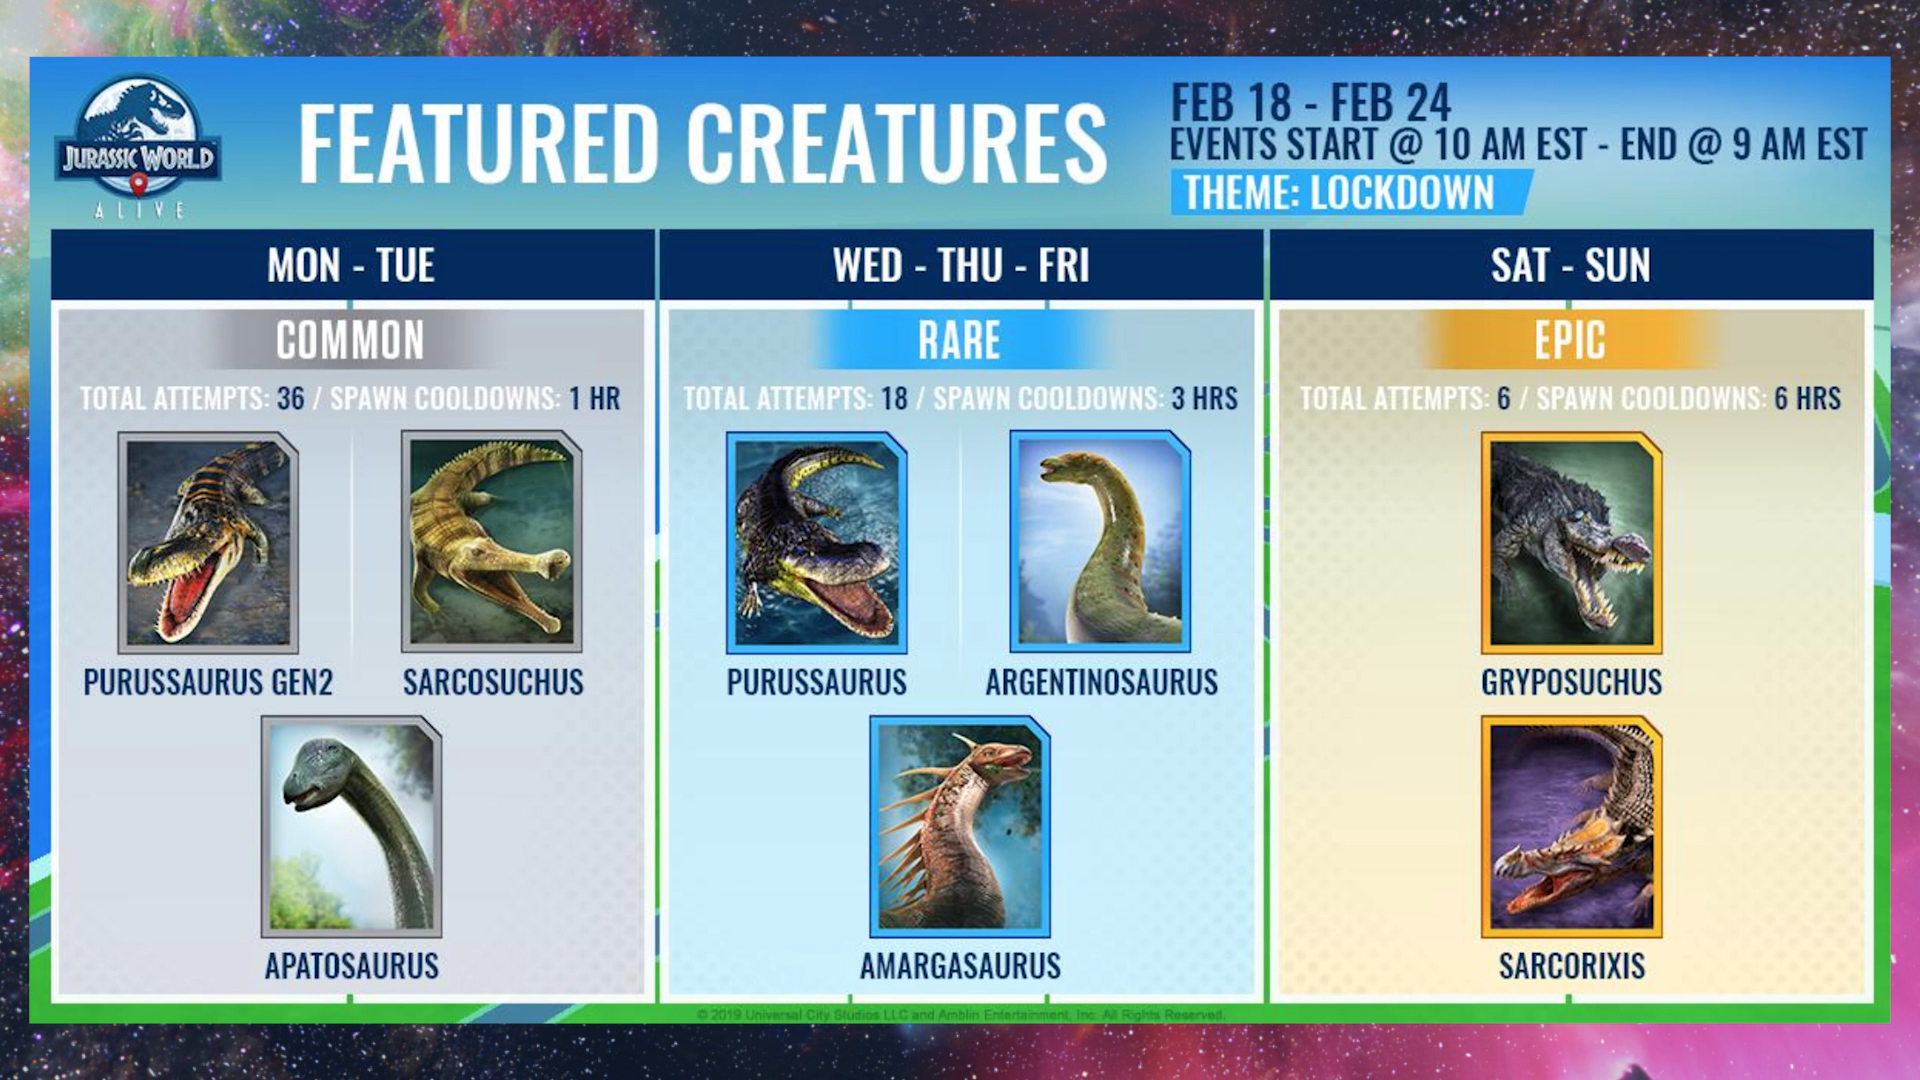 JURASSIC WORLD
ALIVE
FEATURED CREATURES
FEB 18 - FEB 24
EVENTS START @ 10 AM EST - END @ 9 AM EST
THEME: LOCKDOWN
MON - TUE
COMMON
TOTAL ATTEMPTS: 36 / SPAWN COOLDOWNS: 1 HR
PURUSSAURUS GEN2
SARCOSUCHUS
APATOSAURUS
WED - THU - FRI
RARE
TOTAL ATTEMPTS: 18 / SPAWN COOLDOWNS: 3 HRS
PURUSSAURUS
ARGENTINOSAURUS
AMARGASAURUS
SAT - SUN
EPIC
TOTAL ATTEMPTS: 6 / SPAWN COOLDOWNS: 6 HRS
GRYPOSUCHUS
SARCORIXIS
© 2019 Universal City Studios LLC and Amblin Entertainment, Inc. All Rights Reserved.